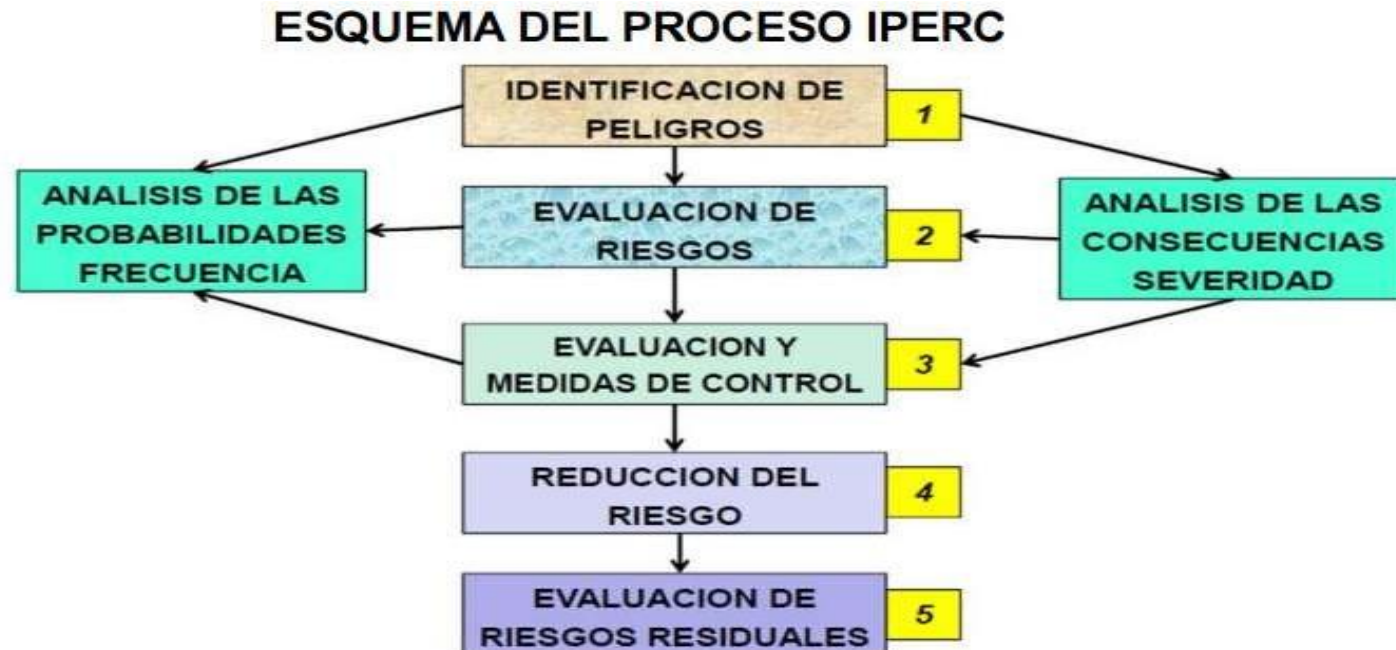 ESQUEMA DEL PROCESO IPERC
IDENTIFICACION DE
PELIGROS
1
ANALISIS DE LAS
PROBABILIDADES
FRECUENCIA
EVALUACION DE
RIESGOS
2
ANALISIS DE LAS
CONSECUENCIAS
SEVERIDAD
EVALUACION Y
MEDIDAS DE CONTROL
3
REDUCCION DEL
RIESGO
4
EVALUACION DE
RIESGOS RESIDUALES
5